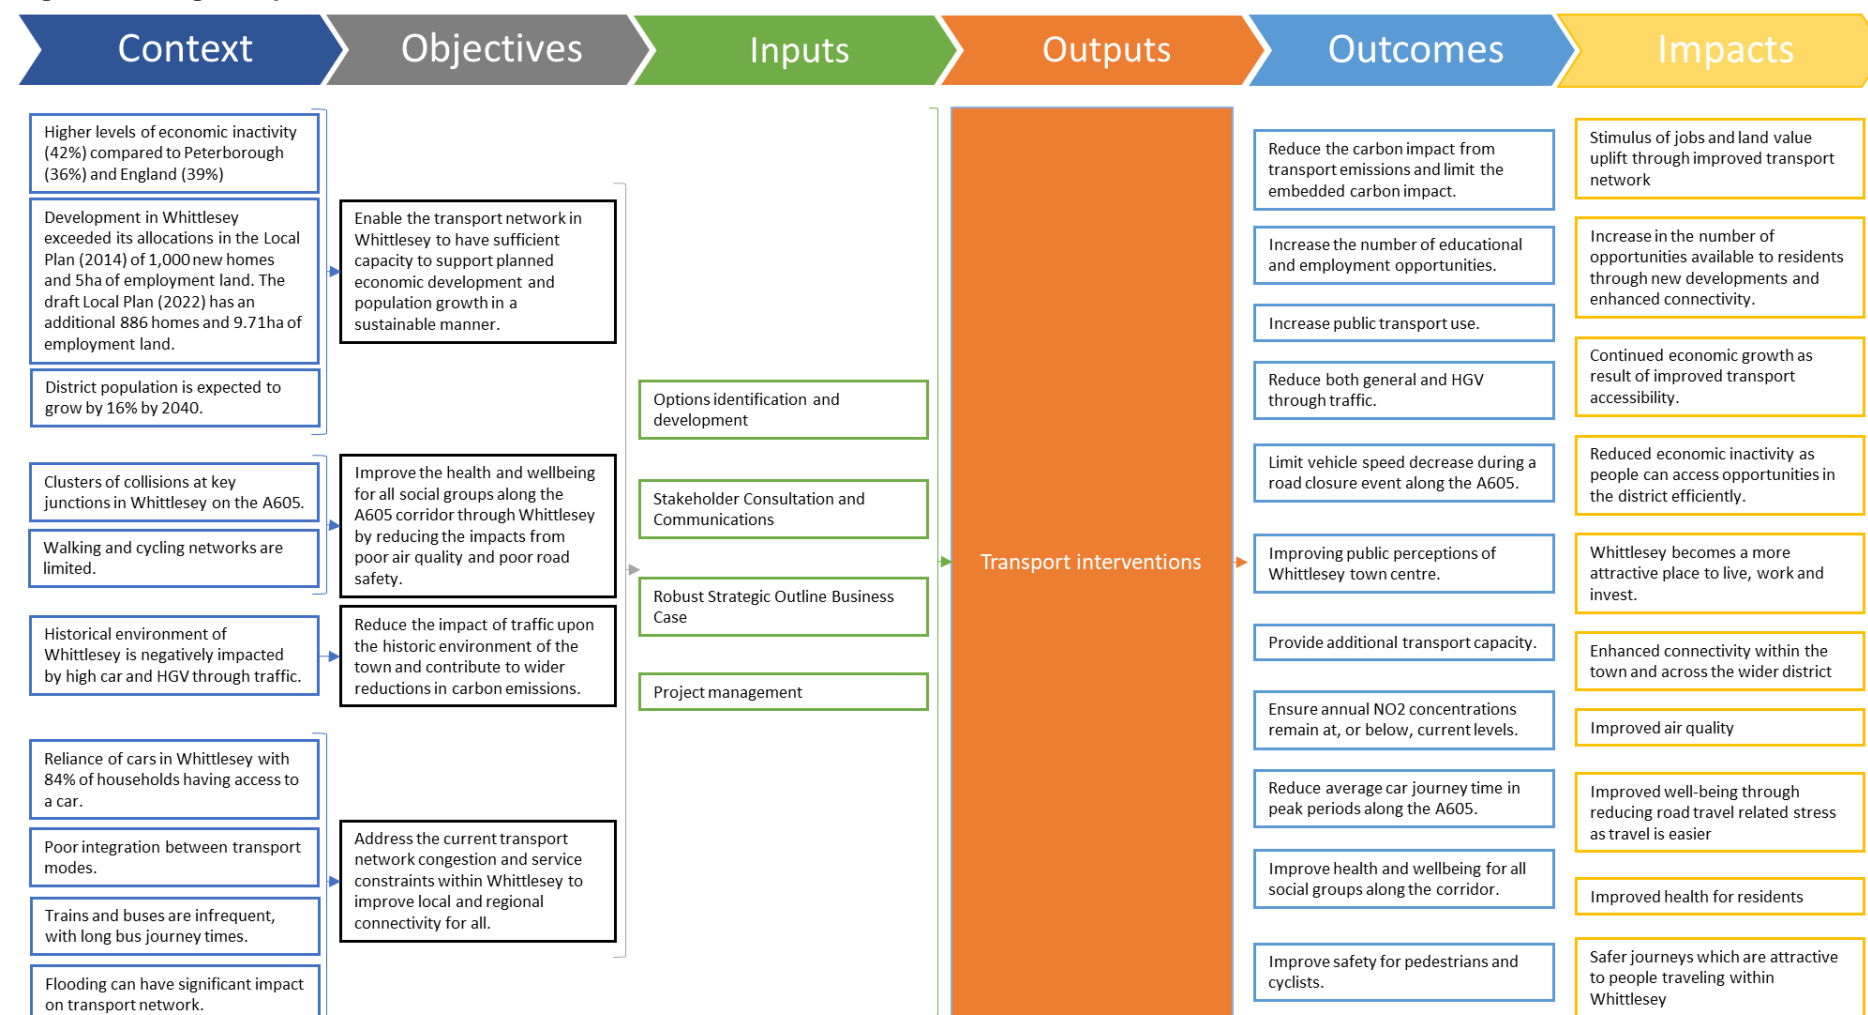 Context
Objectives
Inputs
Outputs
Outcomes
Impacts
Higher levels of economic inactivity
(42%) compared to Peterborough
(36%) and England (39%)
Development in Whittlesey
exceeded its allocations in the Local
Plan (2014) of 1,000 new homes
and 5ha of employment land. The
draft Local Plan (2022) has an
additional 886 homes and 9.71ha of
employment land.
District population is expected to
grow by 16% by 2040.
Clusters of collisions at key
junctions in Whittlesey on the A605.
Walking and cycling networks are
limited.
Historical environment of
Whittlesey is negatively impacted
by high car and HGV through traffic.
Reliance of cars in Whittlesey with
84% of households having access to
a car.
Poor integration between transport
modes.
Trains and buses are infrequent,
with long bus journey times.
Flooding can have significant impact
on transport network.
Enable the transport network in
Whittlesey to have sufficient
capacity to support planned
economic development and
population growth in a
sustainable manner.
Improve the health and wellbeing
for all social groups along the
A605 corridor through Whittlesey
by reducing the impacts from
poor air quality and poor road
safety.
Reduce the impact of traffic upon
the historic environment of the
town and contribute to wider
reductions in carbon emissions.
Address the current transport
network congestion and service
constraints within Whittlesey to
improve local and regional
connectivity for all.
Options identification and
development
Stakeholder Consultation and
Communications
Robust Strategic Outline Business
Case
Project management
Transport interventions
Reduce the carbon impact from
transport emissions and limit the
embedded carbon impact.
Increase the number of educational
and employment opportunities.
Increase public transport use.
Reduce both general and HGV
through traffic.
Limit vehicle speed decrease during a
road closure event along the A605.
Improving public perceptions of
Whittlesey town centre.
Provide additional transport capacity.
Ensure annual NO2 concentrations
remain at, or below, current levels.
Reduce average car journey time in
peak periods along the A605.
Improve health and wellbeing for all
social groups along the corridor.
Improve safety for pedestrians and
cyclists.
Stimulus of jobs and land value
uplift through improved transport
network
Increase in the number of
opportunities available to residents
through new developments and
enhanced connectivity.
Continued economic growth as
result of improved transport
accessibility.
Reduced economic inactivity as
people can access opportunities in
the district efficiently.
Whittlesey becomes a more
attractive place to live, work and
invest.
Enhanced connectivity within the
town and across the wider district
Improved air quality
Improved well-being through
reducing road travel related stress
as travel is easier
Improved health for residents
Safer journeys which are attractive
to people traveling within
Whittlesey